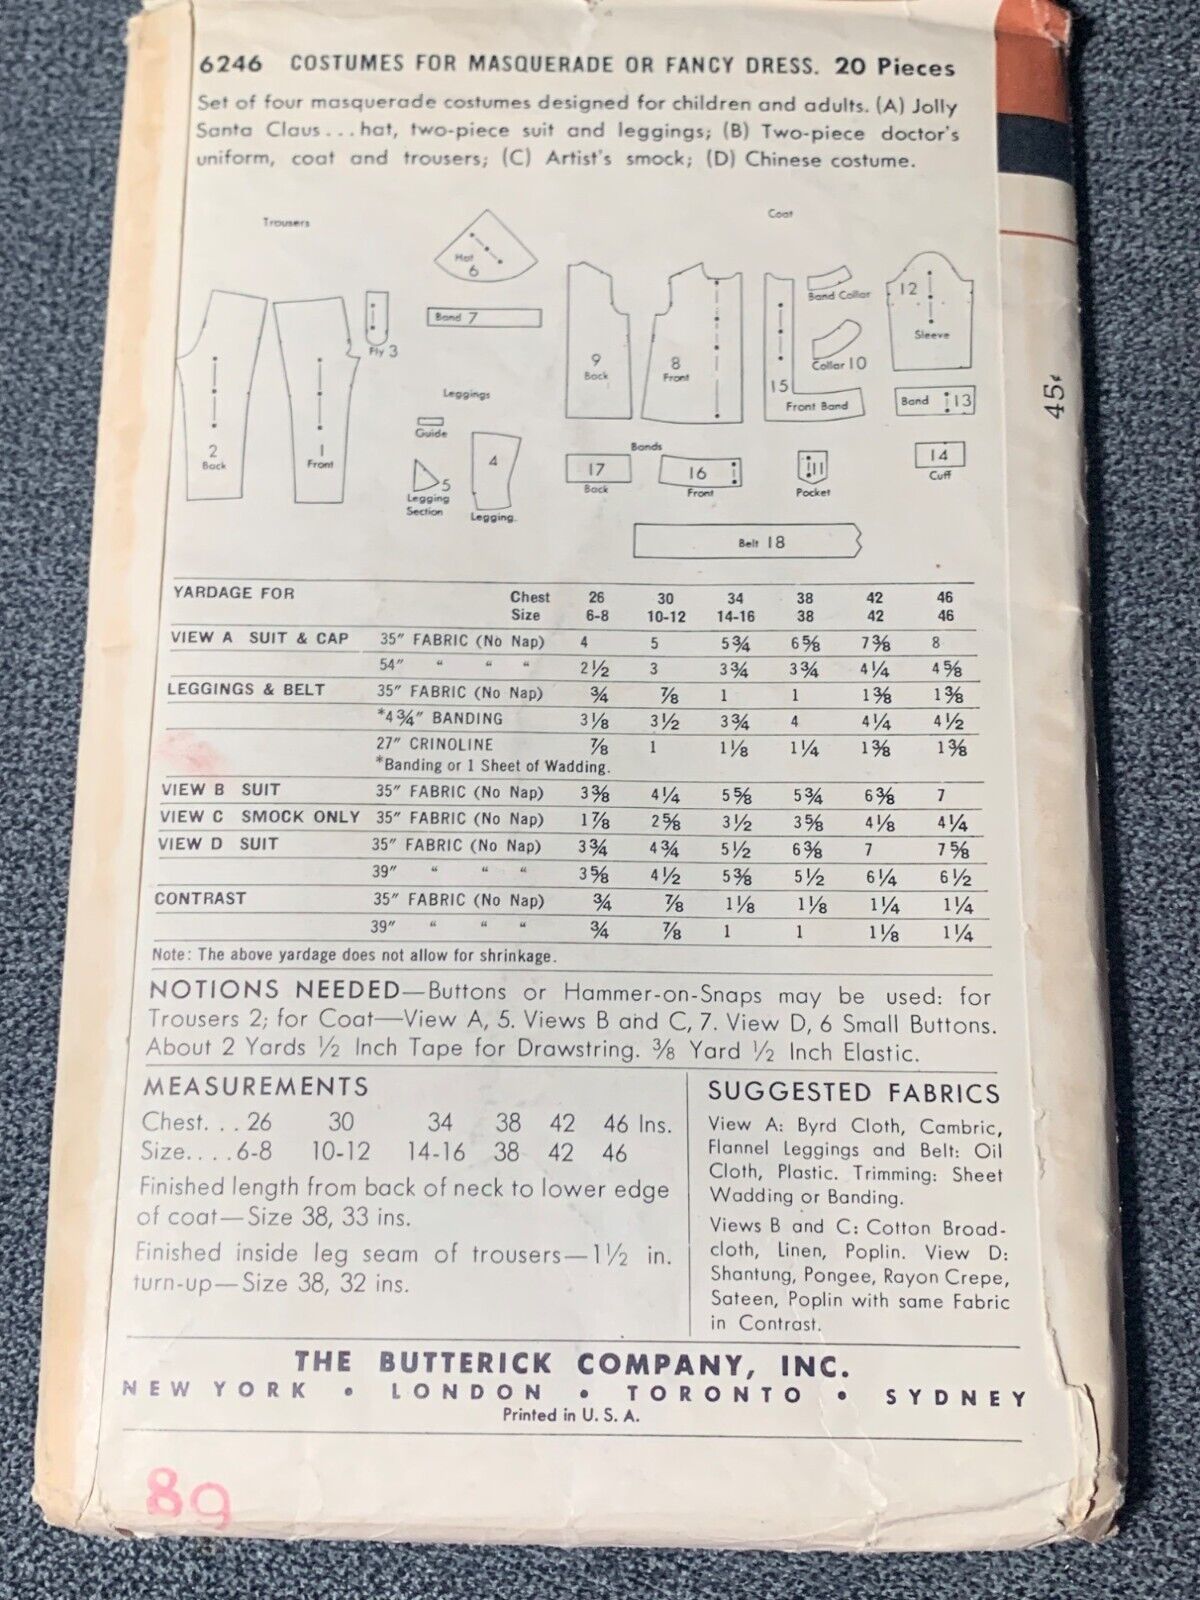 6246 COSTUMES FOR MASQUERADE OR FANCY DRESS. 20 Pieces
Set of four masquerade costumes designed for children and adults. (A) Jolly
Santa Claus...hat, two-piece suit and leggings; (B) Two-piece doctor's
uniform, coat and trousers; (C) Artist's smock; (D) Chinese costume.
Trousers
Coat
Hat
6
Band 7
Fly 3
2
Back
1
Front
Leggings
Guide
5
Legging
Section
4
Legging.
9
Back
8
Front
15
Front Band
Band Collar
Collar 10
12
Sleeve
Band 13
14
Cuff
Bands
17
Back
16
Front
11
Pocket
Belt 18
45¢
YARDAGE FOR Chest 26 30 34 38 42 46
Size 6-8 10-12 14-16 38 42 46
VIEW A SUIT & CAP 35" FABRIC (No Nap) 4 5 5¾ 6⅝ 7⅜ 8
54" " " " 2½ 3 3¾ 3¾ 4¼ 4⅝
LEGGINGS & BELT 35" FABRIC (No Nap) ¾ ⅞ 1 1 1⅜ 1⅜
*4¾" BANDING 3⅛ 3½ 3¾ 4 4¼ 4½
27" CRINOLINE ⅞ 1 1⅛ 1¼ 1⅜ 1⅜
*Banding or 1 Sheet of Wadding.
VIEW B SUIT 35" FABRIC (No Nap) 3⅜ 4¼ 5⅝ 5¾ 6⅜ 7
VIEW C SMOCK ONLY 35" FABRIC (No Nap) 1⅞ 2⅝ 3½ 3⅝ 4⅛ 4¼
VIEW D SUIT 35" FABRIC (No Nap) 3¾ 4¾ 5½ 6⅜ 7 7⅝
39" " " " 3⅝ 4½ 5⅜ 5½ 6¼ 6½
CONTRAST 35" FABRIC (No Nap) ¾ ⅞ 1⅛ 1⅛ 1¼ 1¼
39" " " " ¾ ⅞ 1 1 1⅛ 1¼
Note: The above yardage does not allow for shrinkage.
NOTIONS NEEDED—Buttons or Hammer-on-Snaps may be used: for
Trousers 2; for Coat—View A, 5. Views B and C, 7. View D, 6 Small Buttons.
About 2 Yards ½ Inch Tape for Drawstring. ⅜ Yard ½ Inch Elastic.
MEASUREMENTS
Chest. . . 26 30 34 38 42 46 Ins.
Size. . . . 6-8 10-12 14-16 38 42 46
Finished length from back of neck to lower edge
of coat—Size 38, 33 ins.
Finished inside leg seam of trousers—1½ in.
turn-up—Size 38, 32 ins.
SUGGESTED FABRICS
View A: Byrd Cloth, Cambric,
Flannel Leggings and Belt: Oil
Cloth, Plastic. Trimming: Sheet
Wadding or Banding.
Views B and C: Cotton Broad-
cloth, Linen, Poplin. View D:
Shantung, Pongee, Rayon Crepe,
Sateen, Poplin with same Fabric
in Contrast.
THE BUTTERICK COMPANY, INC.
NEW YORK • LONDON • TORONTO • SYDNEY
Printed in U. S. A.
89